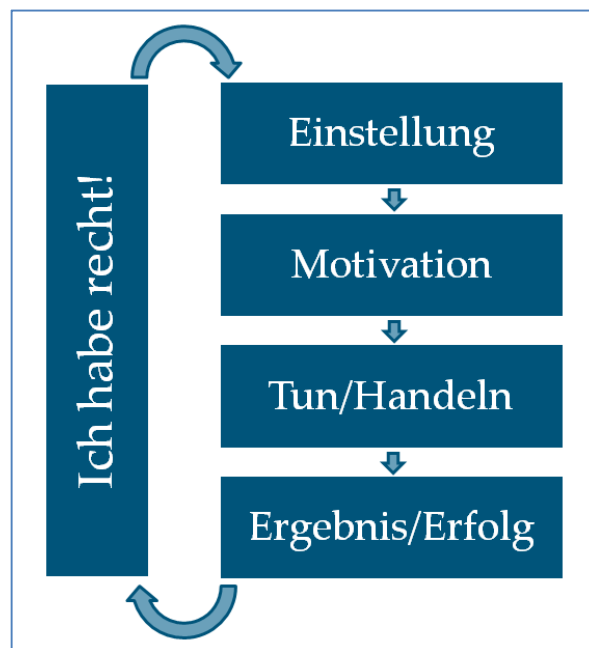 Ich habe recht!
Einstellung
Motivation
Tun/Handeln
Ergebnis/Erfolg